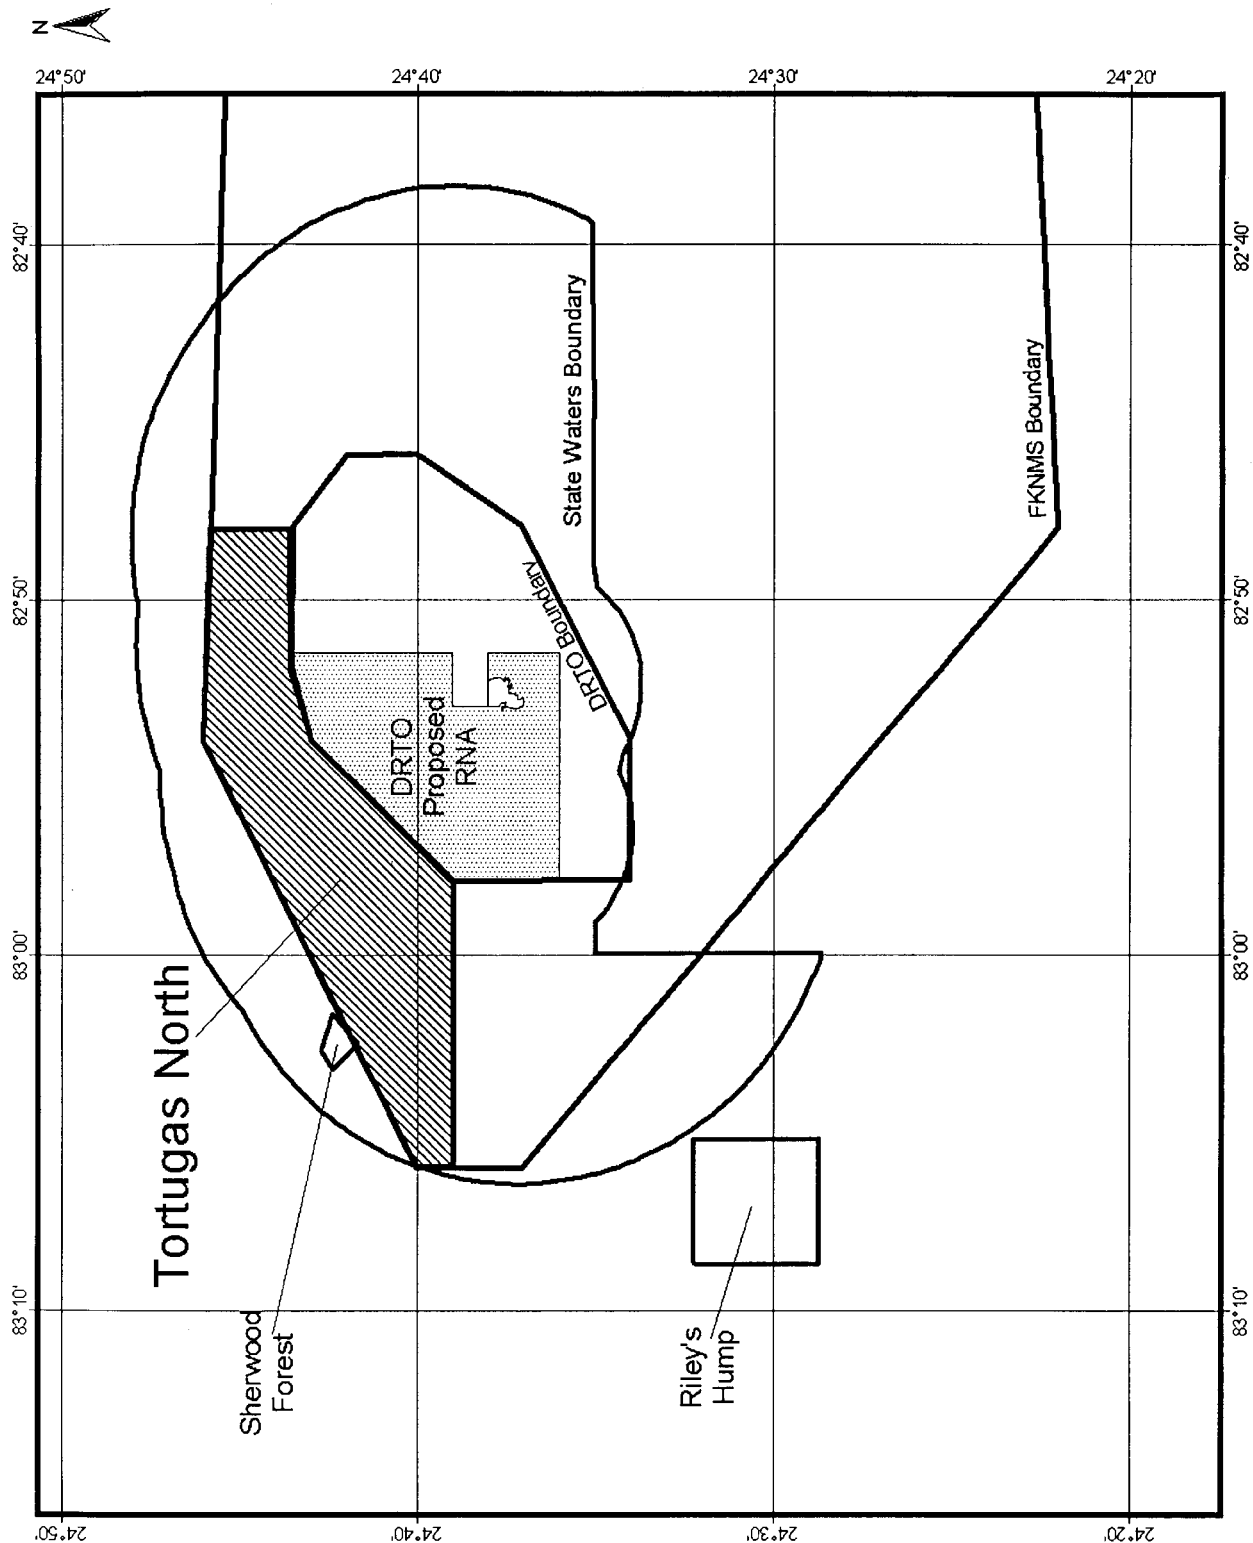 N
24°50'
24°40'
24°30'
24°20'
82°40'
82°40'
82°50'
82°50'
83°00'
83°00'
83°10'
83°10'
24°50'
24°40'
24°30'
24°20'
Tortugas North
Sherwood
Forest
Riley's
Hump
DRTO
Proposed
RNA
DRTO Boundary
State Waters Boundary
FKNMS Boundary